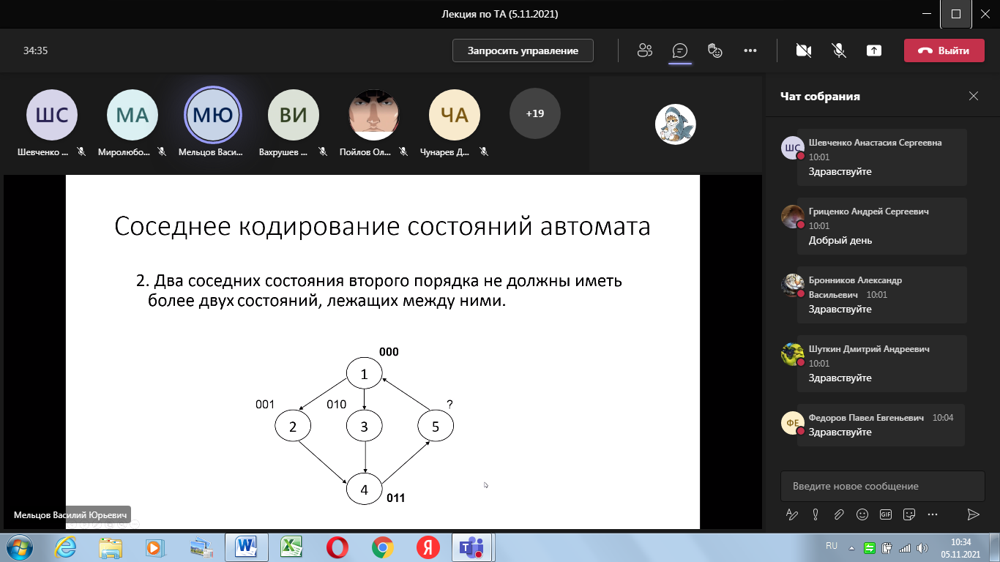 Лекция по ТА (5.11.2021)
34:35
Запросить управление
Выйти
ШС
МА
МЮ
ВИ
ЧА
+19
Шевченко ...
Миролюбо...
Мельцов Васи...
Вахрушев ...
Пойлов Ол...
Чунарев Д...
Соседнее кодирование состояний автомата
2. Два соседних состояния второго порядка не должны иметь
более двух состояний, лежащих между ними.
000
1
001
010
?
2
3
5
4
011
Мельцов Василий Юрьевич
Чат собрания
ШС
Шевченко Анастасия Сергеевна
10:01
Здравствуйте
Гриценко Андрей Сергеевич
10:01
Добрый день
Бронников Александр
Васильевич 10:01
Здравствуйте
Шуткин Дмитрий Андреевич
10:01
Здравствуйте
ФЕ
Федоров Павел Евгеньевич 10:04
Здравствуйте
Введите новое сообщение
GIF
RU
10:34
05.11.2021